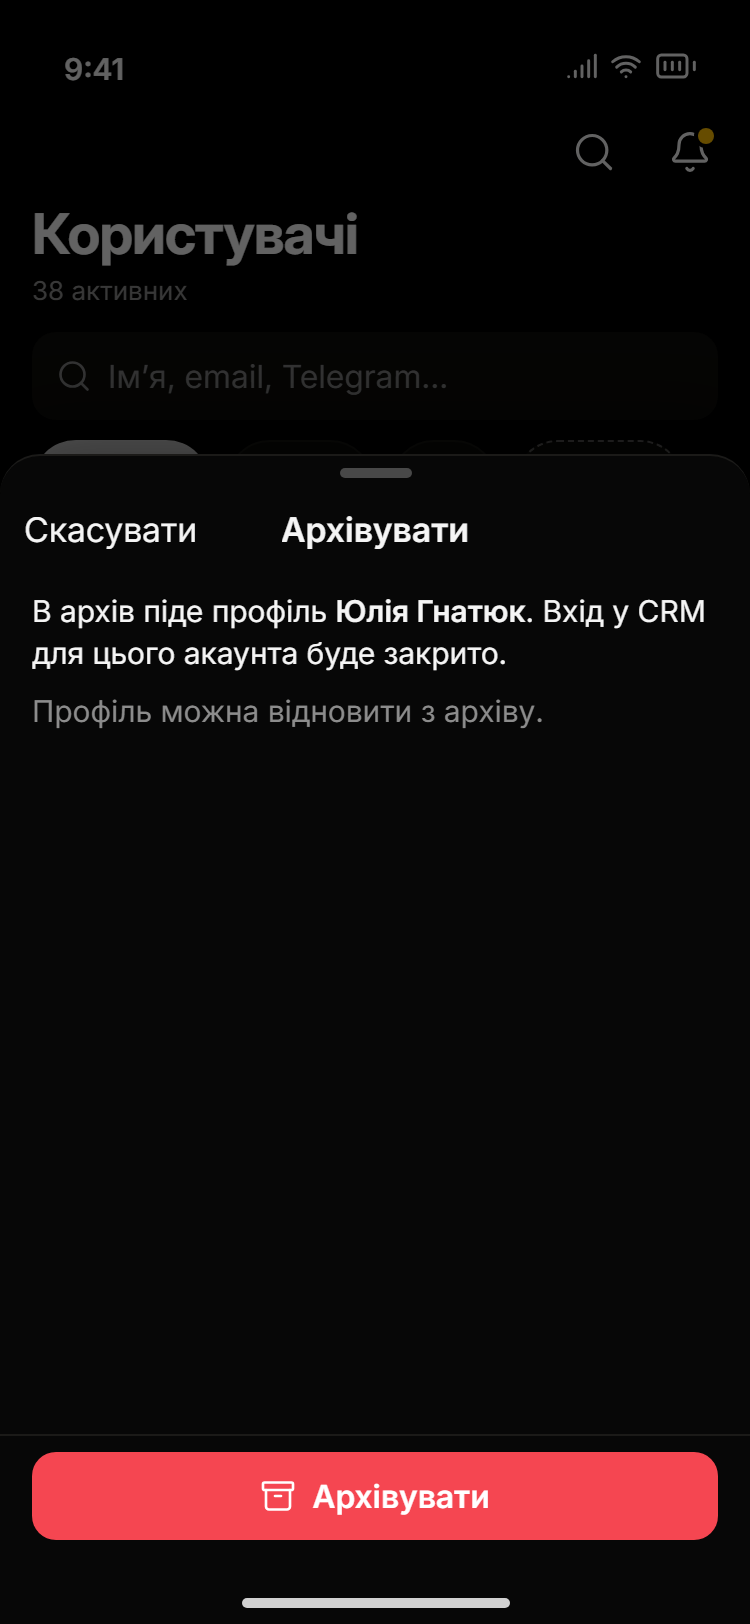 9:41
Користувачі
38 активних
Ім’я, email, Telegram...
Скасувати
Архівувати
В архів піде профіль Юлія Гнатюк. Вхід у CRM
для цього акаунта буде закрито.
Профіль можна відновити з архіву.
Архівувати